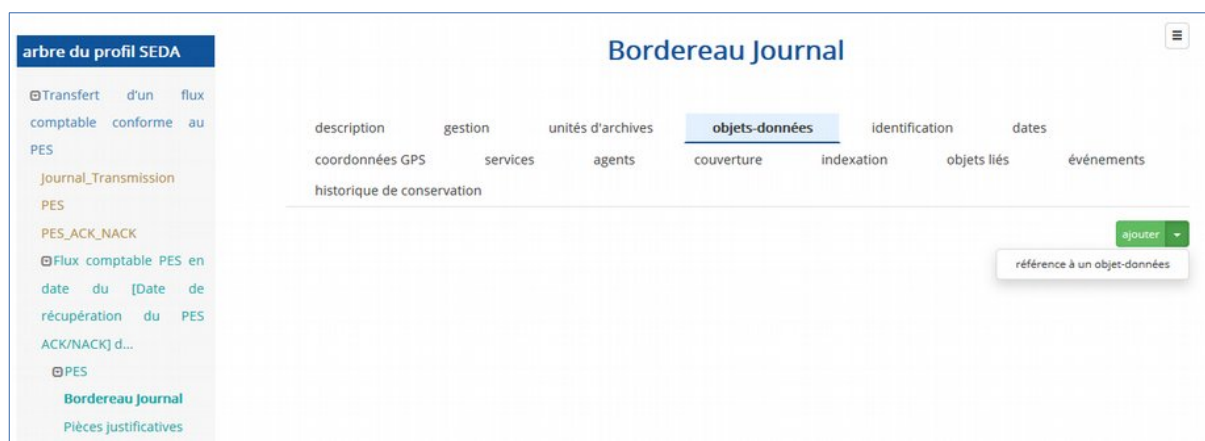 arbre du profil SEDA
Transfert d'un flux
comptable conforme au
PES
Journal_Transmission
PES
PES_ACK_NACK
Flux comptable PES en
date du [Date de
récupération du PES
ACK/NACK] d...
PES
Bordereau Journal
Pièces justificatives
Bordereau Journal
description gestion unités d'archives objets-données identification dates
coordonnées GPS services agents couverture indexation objets liés événements
historique de conservation
ajouter
référence à un objet-données